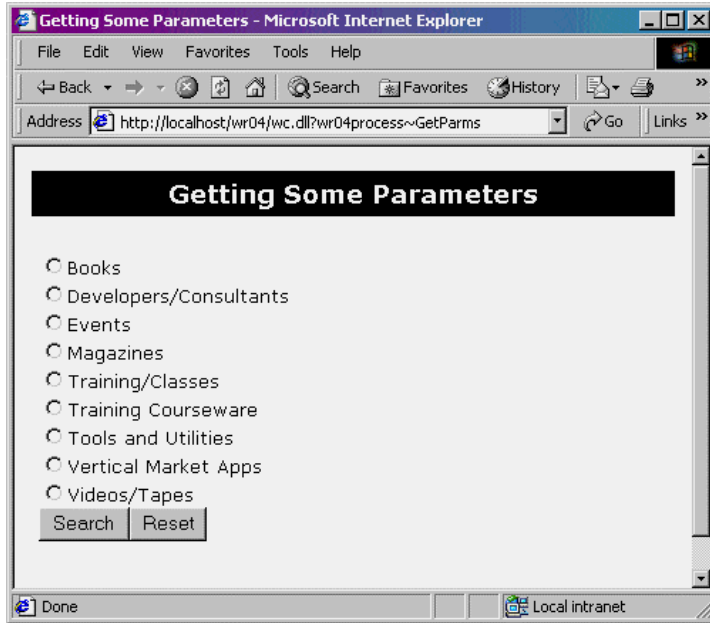 Getting Some Parameters - Microsoft Internet Explorer
File Edit View Favorites Tools Help
Back Search Favorites History »
Address http://localhost/wr04/wc.dll?wr04process~GetParms Go Links »
Getting Some Parameters
Books
Developers/Consultants
Events
Magazines
Training/Classes
Training Courseware
Tools and Utilities
Vertical Market Apps
Videos/Tapes
Search Reset
Done Local intranet